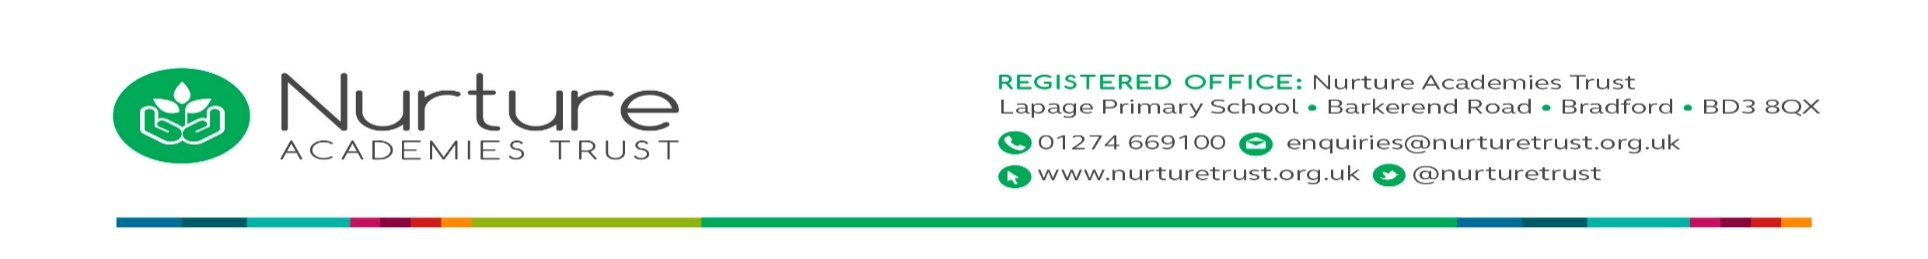 Nurture
ACADEMIES TRUST
REGISTERED OFFICE: Nurture Academies Trust
Lapage Primary School • Barkerend Road • Bradford • BD3 8QX
01274 669100 enquiries@nurturetrust.org.uk
www.nurturetrust.org.uk @nurturetrust